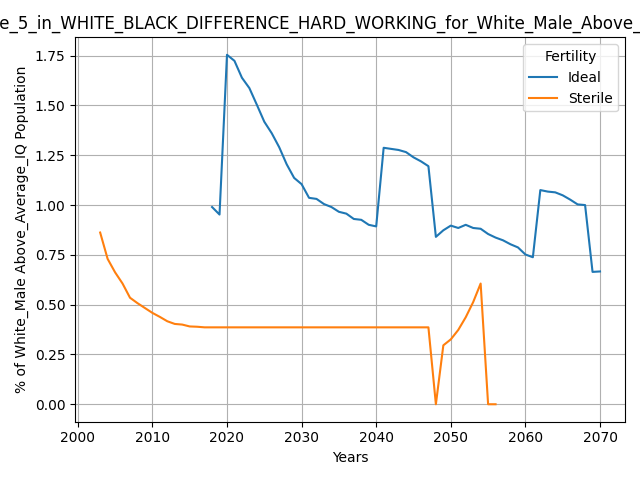 e_5_in_WHITE_BLACK_DIFFERENCE_HARD_WORKING_for_White_Male_Above_
1.75
1.50
1.25
1.00
0.75
0.50
0.25
0.00
% of White_Male Above_Average_IQ Population
Fertility
Ideal
Sterile
2000 2010 2020 2030 2040 2050 2060 2070
Years